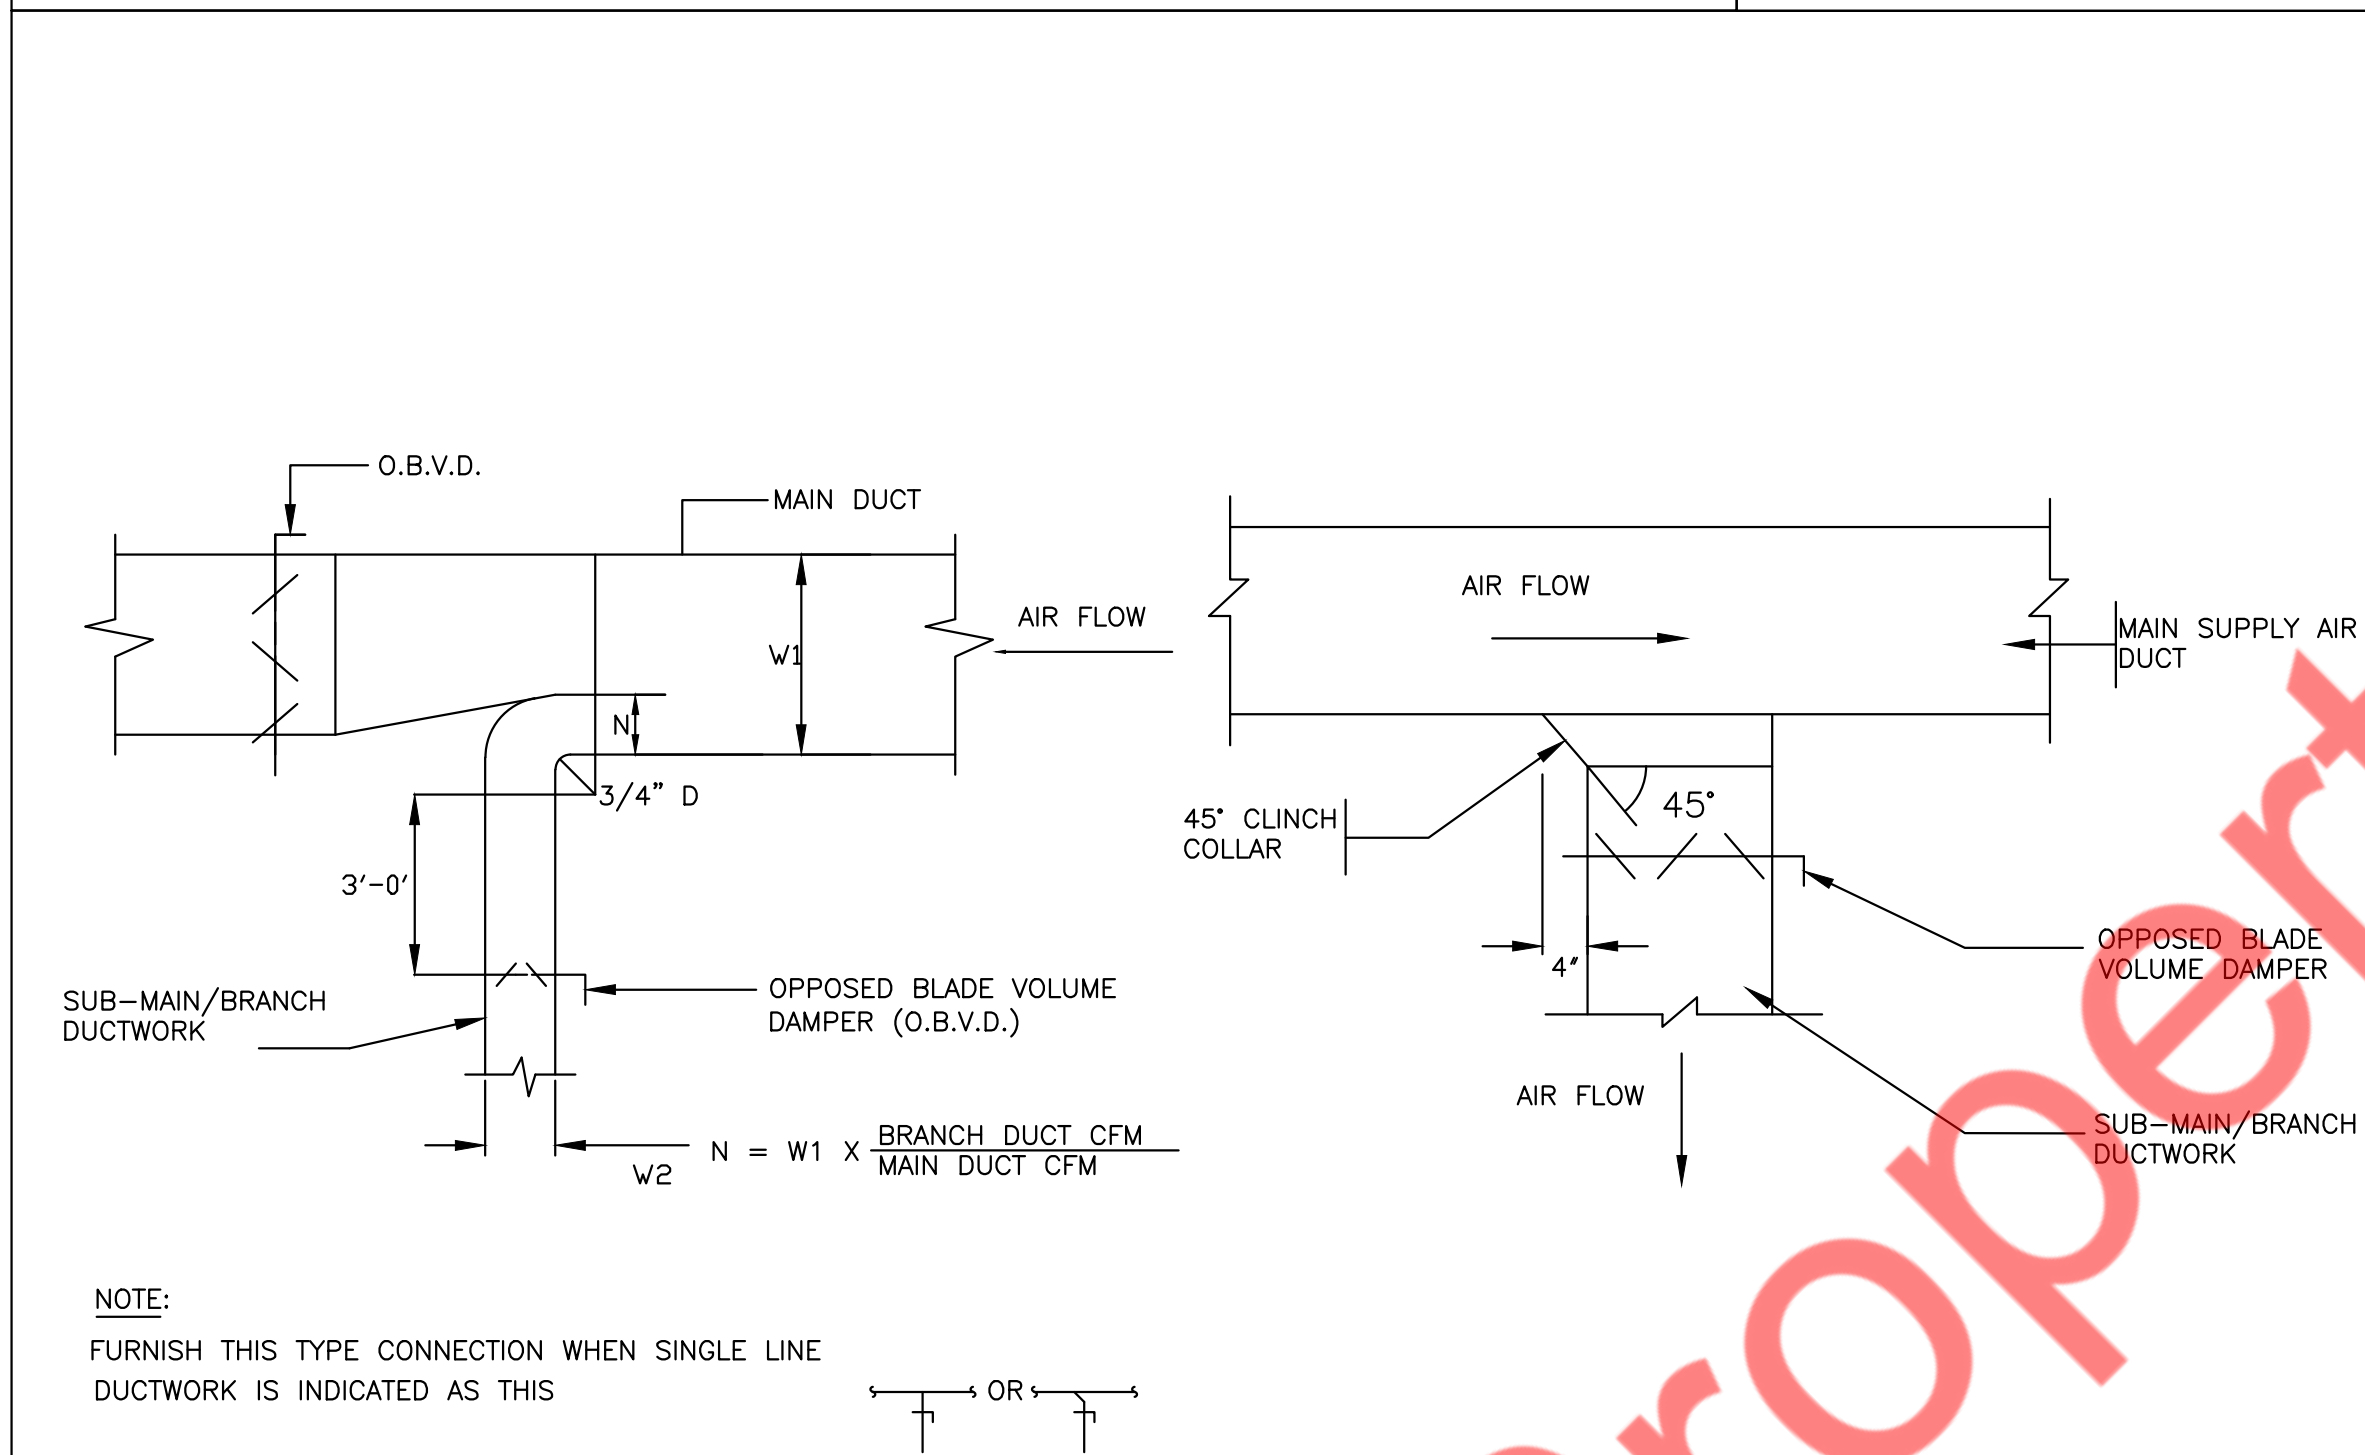 O.B.V.D.
MAIN DUCT
AIR FLOW
W1
N
3/4" D
3'-0'
SUB-MAIN/BRANCH
DUCTWORK
OPPOSED BLADE VOLUME
DAMPER (O.B.V.D.)
W2
N = W1 X BRANCH DUCT CFM
MAIN DUCT CFM
AIR FLOW
MAIN SUPPLY AIR
DUCT
45° CLINCH
COLLAR
45°
4"
OPPOSED BLADE
VOLUME DAMPER
AIR FLOW
SUB-MAIN/BRANCH
DUCTWORK
NOTE:
FURNISH THIS TYPE CONNECTION WHEN SINGLE LINE
DUCTWORK IS INDICATED AS THIS
OR